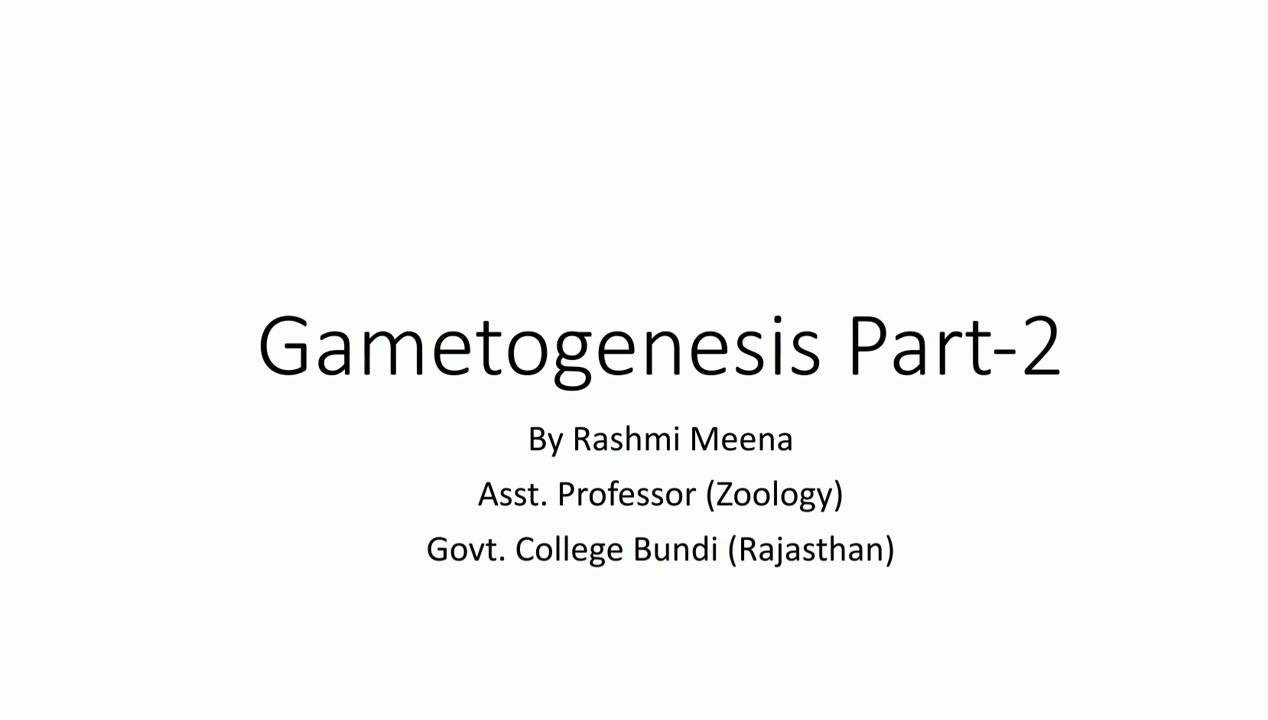 Gametogenesis Part-2
By Rashmi Meena
Asst. Professor (Zoology)
Govt. College Bundi (Rajasthan)